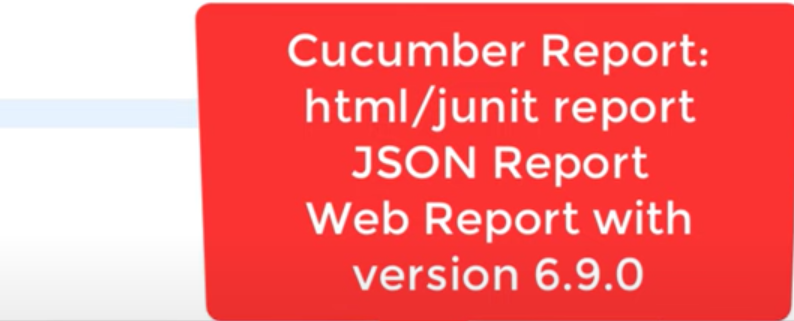 Cucumber Report:
html/junit report
JSON Report
Web Report with
version 6.9.0